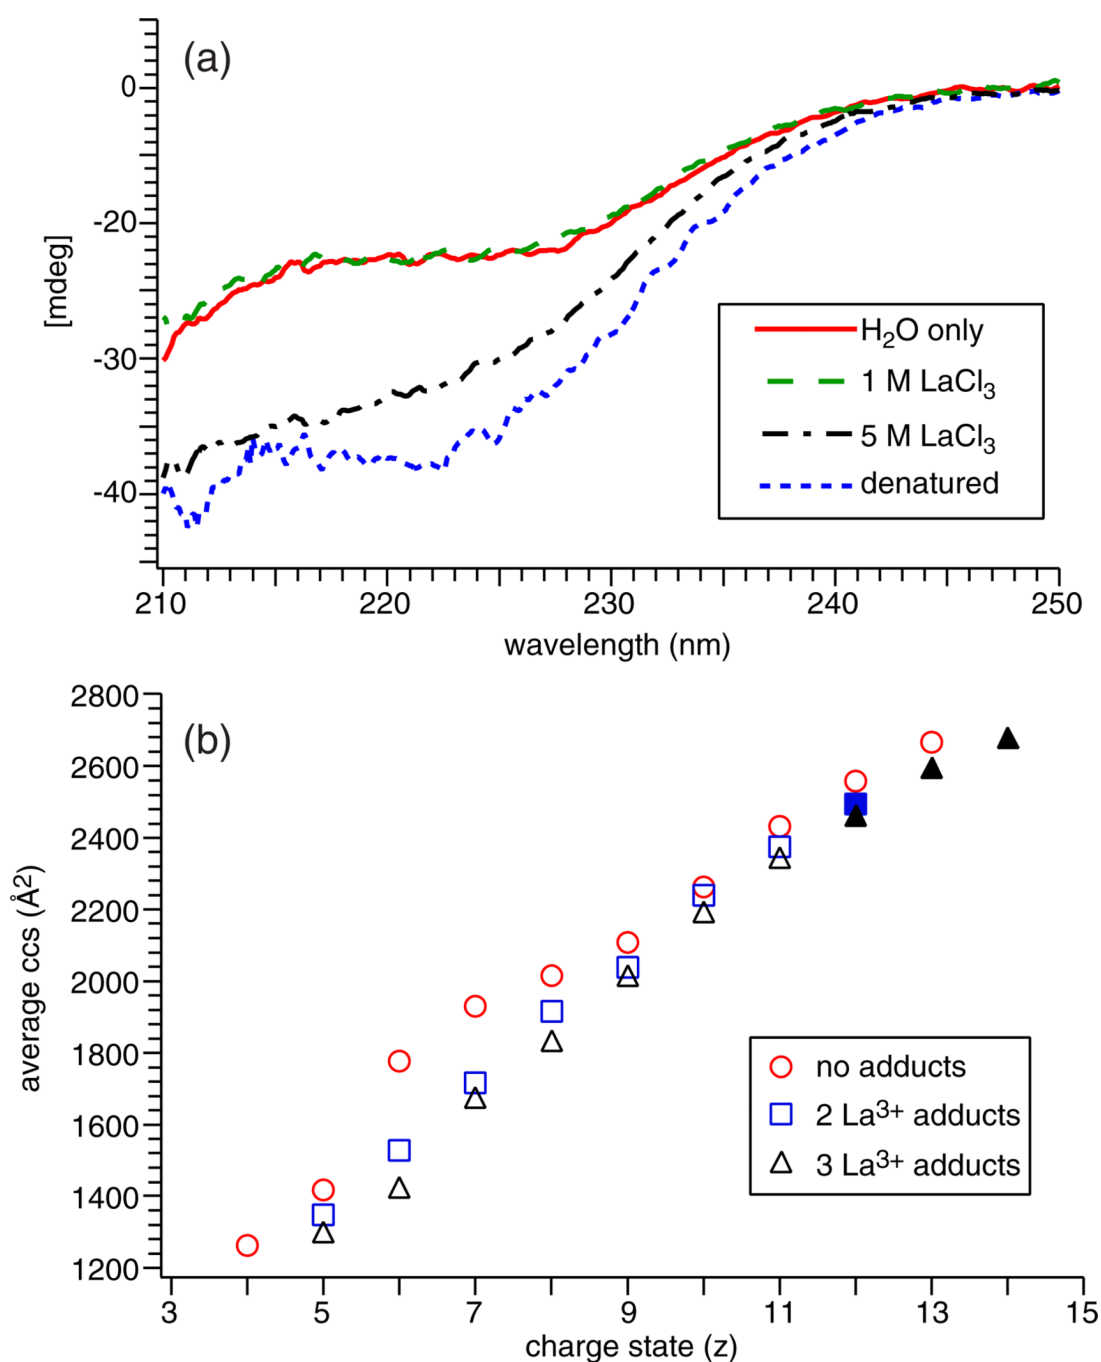 (a)
0
-20
-30
-40
[mdeg]
H₂O only
1 M LaCl₃
5 M LaCl₃
denatured
210
220
230
240
250
wavelength (nm)
(b)
2800
2600
2400
2200
2000
1800
1600
1400
1200
average ccs (Å²)
no adducts
2 La³⁺ adducts
3 La³⁺ adducts
3
5
7
9
11
13
15
charge state (z)